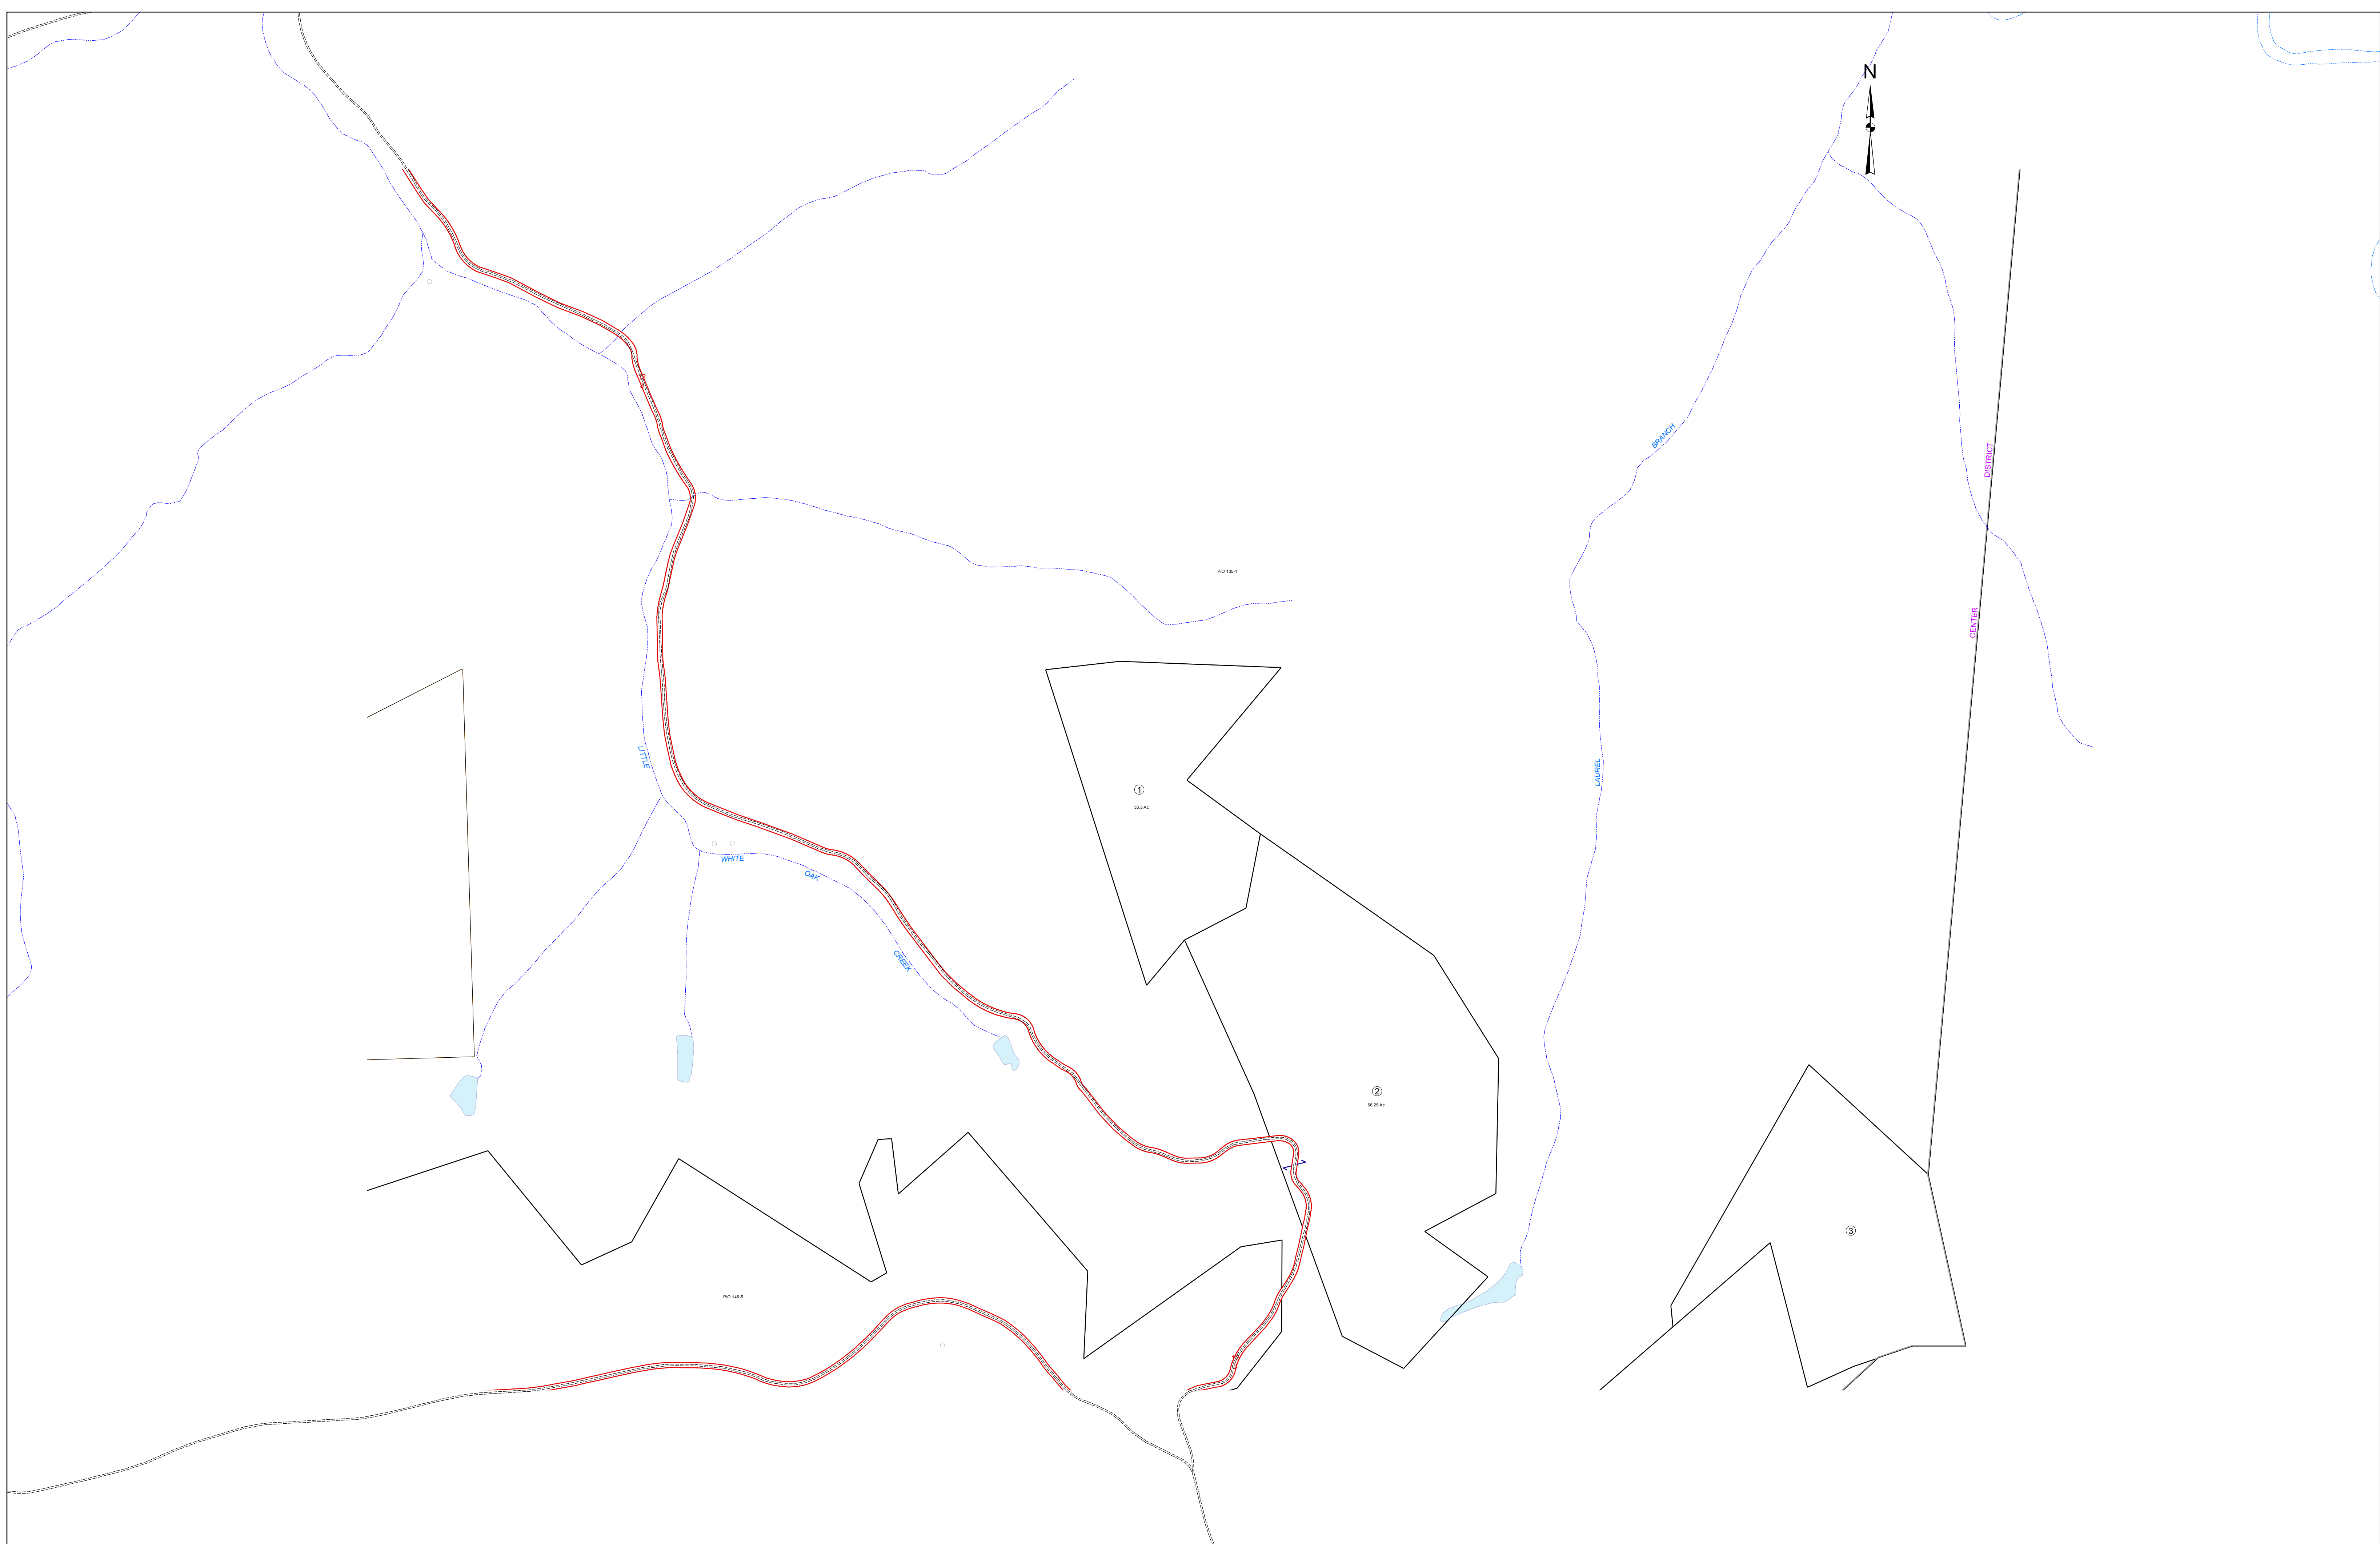 N
BRANCH
DISTRICT
P/O 135-1
CENTER
LITTLE
LAUREL
1
33.5 Ac
WHITE
OAK
CREEK
2
66.25 Ac
3
P/O 146-5